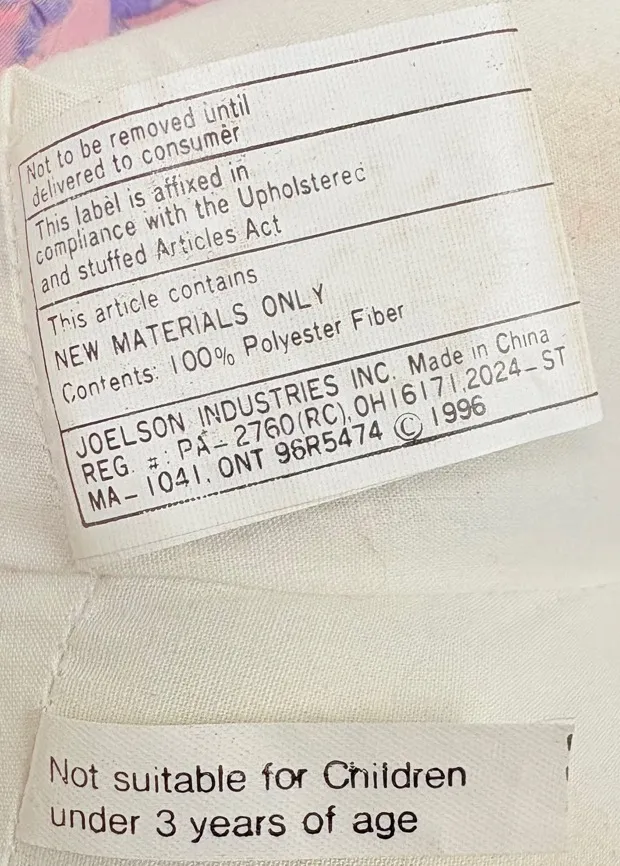 Not to be removed until
delivered to consumer
This label is affixed in
compliance with the Upholstered
and stuffed Articles Act
This article contains
NEW MATERIALS ONLY
Contents: 100% Polyester Fiber
JOELSON INDUSTRIES INC. Made in China
REG. #: PA-2760(RC), OH16171,2024-ST
MA-1041. ONT 96R5474 © 1996
Not suitable for Children
under 3 years of age